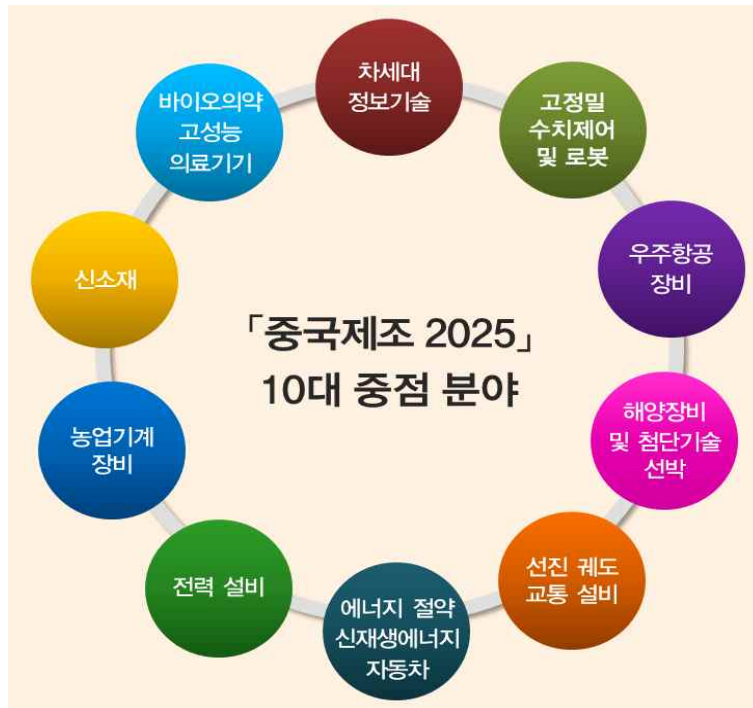 차세대
정보기술
고정밀
수치제어
및 로봇
우주항공
장비
해양장비
및 첨단기술
선박
선진 궤도
교통 설비
에너지 절약
신재생에너지
자동차
전력 설비
농업기계
장비
신소재
바이오의약
고성능
의료기기
「중국제조 2025」
10대 중점 분야